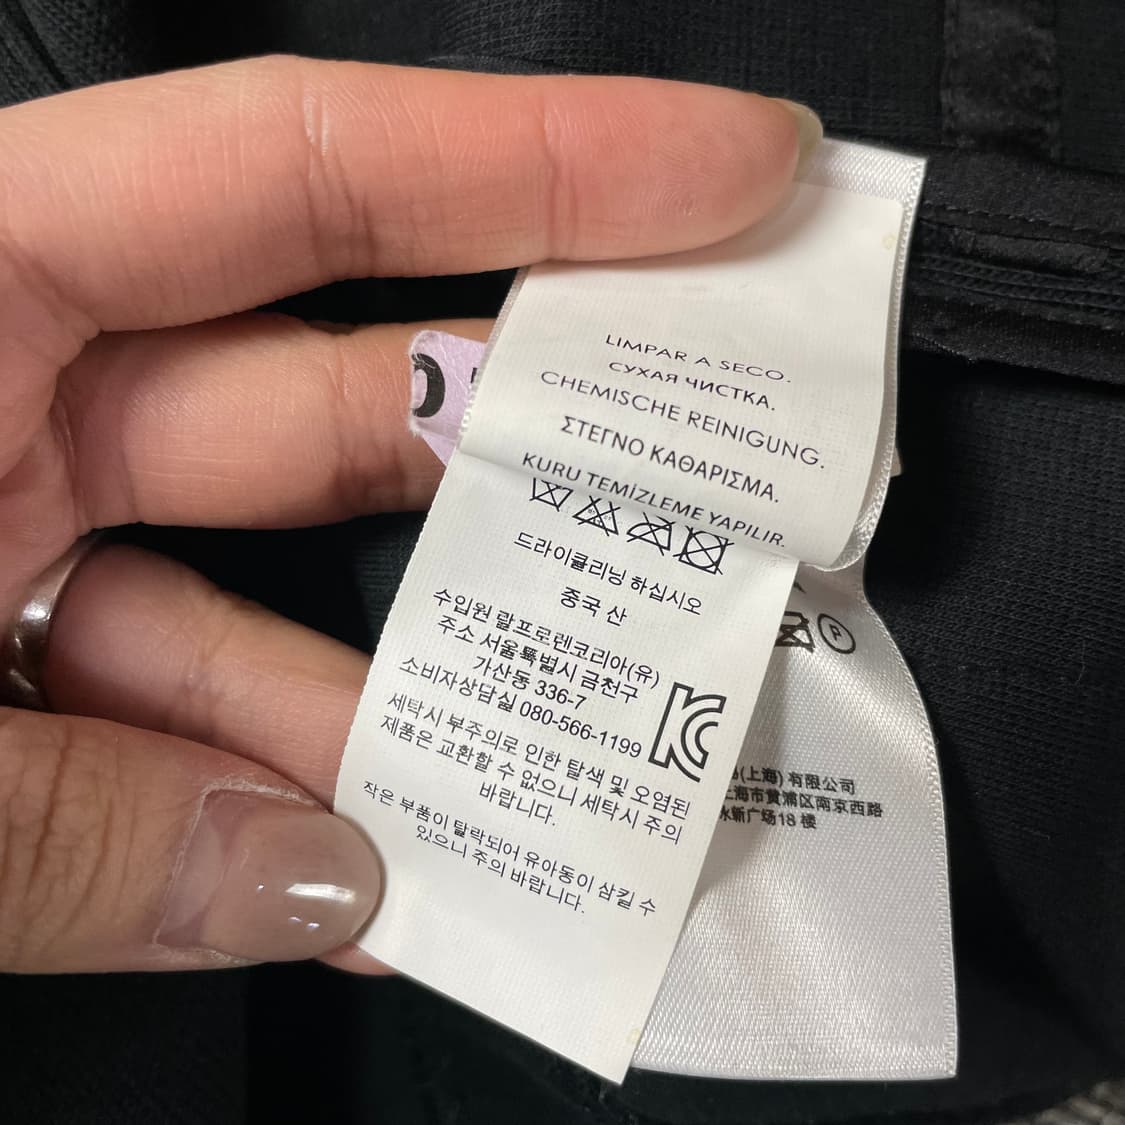 LIMPAR A SECO.
СУХАЯ ЧИСТКА.
CHEMISCHE REINIGUNG.
ΣΤΕΓΝΟ ΚΑΘΑΡΙΣΜΑ.
KURU TEMİZLEME YAPILIR.
드라이클리닝 하십시오
중국 산
수입원 랄프로렌코리아(유)
주소 서울특별시 금천구
가산동 336-7
소비자상담실 080-566-1199
KC
세탁시 부주의로 인한 탈색 및 오염된
제품은 교환할 수 없으니 세탁시 주의
바랍니다.
작은 부품이 탈락되어 유아동이 삼킬 수
있으니 주의 바랍니다.
P
(上海) 有限公司
上海市黄浦区南京西路
新广场18 楼